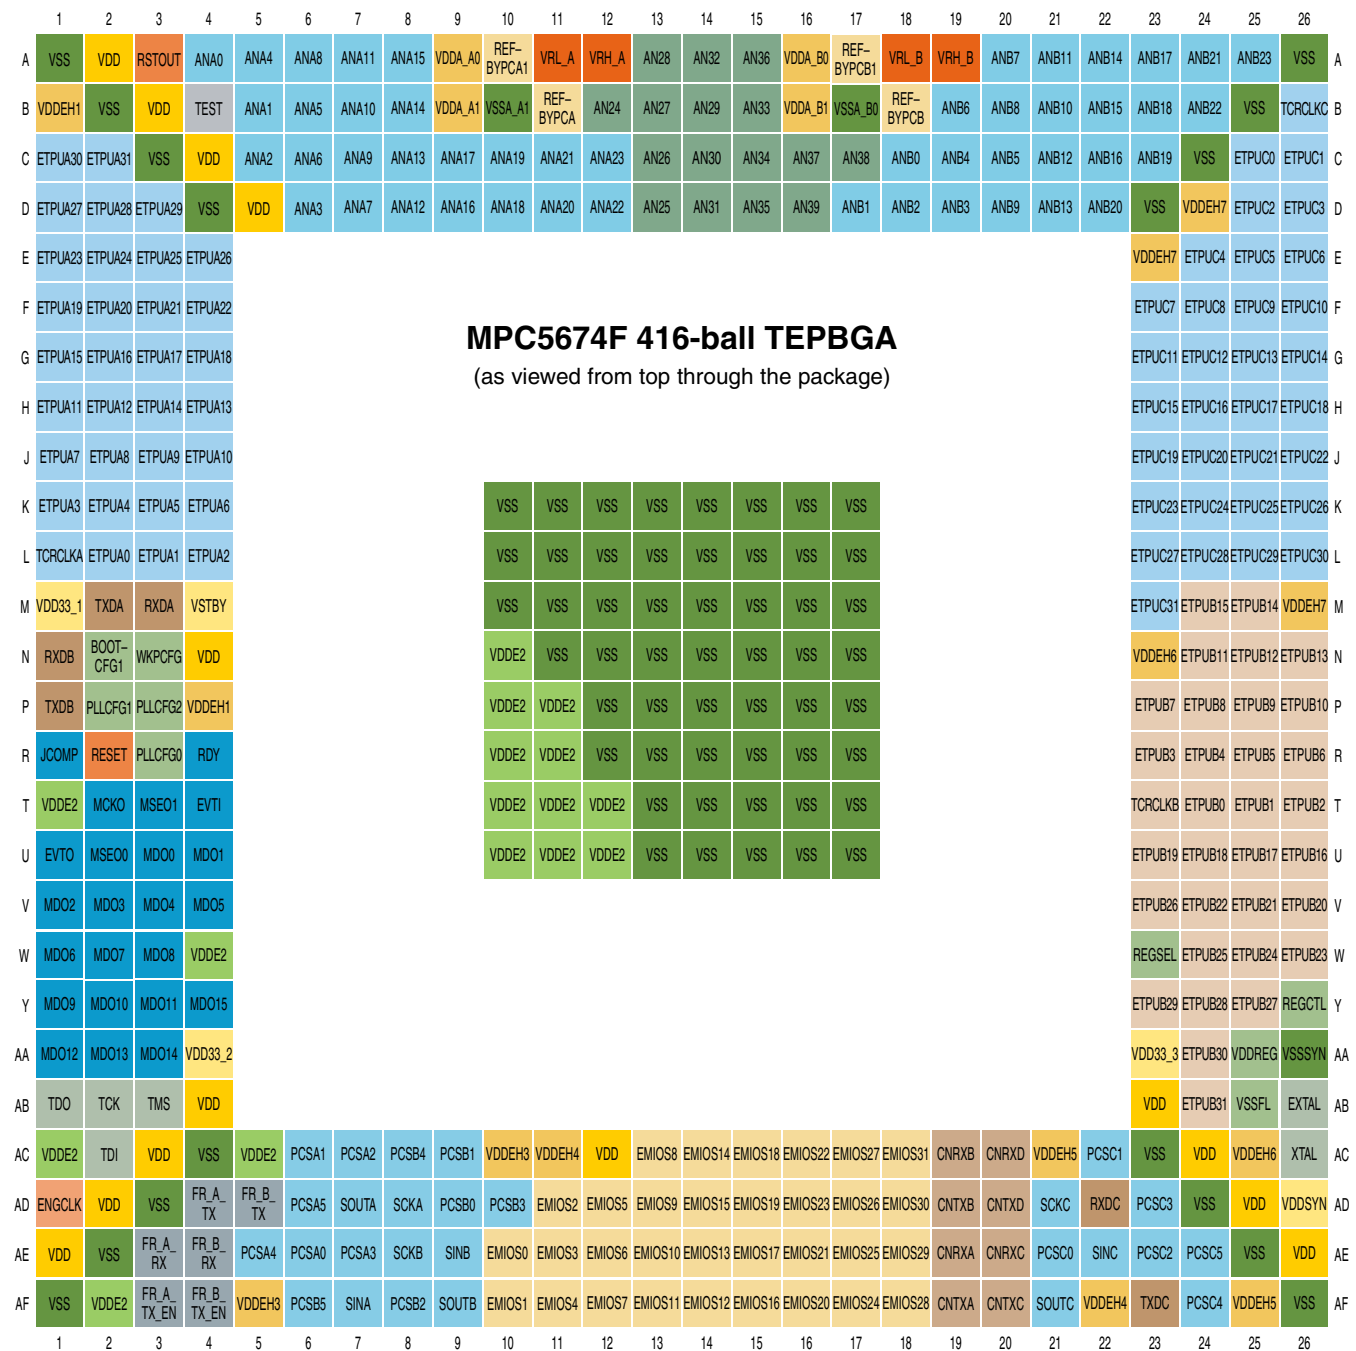 1 2 3 4 5 6 7 8 9 10 11 12 13 14 15 16 17 18 19 20 21 22 23 24 25 26
A VSS VDD RSTOUT ANA0 ANA4 ANA8 ANA11 ANA15 VDDA_A0 REF– BYPCA1 VRL_A VRH_A AN28 AN32 AN36 VDDA_B0 REF– BYPCB1 VRL_B VRH_B ANB7 ANB11 ANB14 ANB17 ANB21 ANB23 VSS A
B VDDEH1 VSS VDD TEST ANA1 ANA5 ANA10 ANA14 VDDA_A1 VSSA_A1 REF– BYPCA AN24 AN27 AN29 AN33 VDDA_B1 VSSA_B0 REF– BYPCB ANB6 ANB8 ANB10 ANB15 ANB18 ANB22 VSS TCRCLKC B
C ETPUA30 ETPUA31 VSS VDD ANA2 ANA6 ANA9 ANA13 ANA17 ANA19 ANA21 ANA23 AN26 AN30 AN34 AN37 AN38 ANB0 ANB4 ANB5 ANB12 ANB16 ANB19 VSS ETPUC0 ETPUC1 C
D ETPUA27 ETPUA28 ETPUA29 VSS VDD ANA3 ANA7 ANA12 ANA16 ANA18 ANA20 ANA22 AN25 AN31 AN35 AN39 ANB1 ANB2 ANB3 ANB9 ANB13 ANB20 VSS VDDEH7 ETPUC2 ETPUC3 D
E ETPUA23 ETPUA24 ETPUA25 ETPUA26 VDDEH7 ETPUC4 ETPUC5 ETPUC6 E
F ETPUA19 ETPUA20 ETPUA21 ETPUA22 ETPUC7 ETPUC8 ETPUC9 ETPUC10 F
MPC5674F 416-ball TEPBGA
G ETPUA15 ETPUA16 ETPUA17 ETPUA18 ETPUC11 ETPUC12 ETPUC13 ETPUC14 G
(as viewed from top through the package)
H ETPUA11 ETPUA12 ETPUA14 ETPUA13 ETPUC15 ETPUC16 ETPUC17 ETPUC18 H
J ETPUA7 ETPUA8 ETPUA9 ETPUA10 ETPUC19 ETPUC20 ETPUC21 ETPUC22 J
K ETPUA3 ETPUA4 ETPUA5 ETPUA6 VSS VSS VSS VSS VSS VSS VSS VSS ETPUC23 ETPUC24 ETPUC25 ETPUC26 K
L TCRCLKA ETPUA0 ETPUA1 ETPUA2 VSS VSS VSS VSS VSS VSS VSS VSS ETPUC27 ETPUC28 ETPUC29 ETPUC30 L
M VDD33_1 TXDA RXDA VSTBY VSS VSS VSS VSS VSS VSS VSS VSS ETPUC31 ETPUB15 ETPUB14 VDDEH7 M
N RXDB BOOT– CFG1 WKPCFG VDD VDDE2 VSS VSS VSS VSS VSS VSS VSS VDDEH6 ETPUB11 ETPUB12 ETPUB13 N
P TXDB PLLCFG1 PLLCFG2 VDDEH1 VDDE2 VDDE2 VSS VSS VSS VSS VSS VSS ETPUB7 ETPUB8 ETPUB9 ETPUB10 P
R JCOMP RESET PLLCFG0 RDY VDDE2 VDDE2 VSS VSS VSS VSS VSS VSS ETPUB3 ETPUB4 ETPUB5 ETPUB6 R
T VDDE2 MCKO MSEO1 EVTI VDDE2 VDDE2 VDDE2 VSS VSS VSS VSS VSS TCRCLKB ETPUB0 ETPUB1 ETPUB2 T
U EVTO MSEO0 MDO0 MDO1 VDDE2 VDDE2 VDDE2 VSS VSS VSS VSS VSS ETPUB19 ETPUB18 ETPUB17 ETPUB16 U
V MDO2 MDO3 MDO4 MDO5 ETPUB26 ETPUB22 ETPUB21 ETPUB20 V
W MDO6 MDO7 MDO8 VDDE2 REGSEL ETPUB25 ETPUB24 ETPUB23 W
Y MDO9 MDO10 MDO11 MDO15 ETPUB29 ETPUB28 ETPUB27 REGCTL Y
AA MDO12 MDO13 MDO14 VDD33_2 VDD33_3 ETPUB30 VDDREG VSSSYN AA
AB TDO TCK TMS VDD VDD ETPUB31 VSSFL EXTAL AB
AC VDDE2 TDI VDD VSS VDDE2 PCSA1 PCSA2 PCSB4 PCSB1 VDDEH3 VDDEH4 VDD EMIOS8 EMIOS14 EMIOS18 EMIOS22 EMIOS27 EMIOS31 CNRXB CNRXD VDDEH5 PCSC1 VSS VDD VDDEH6 XTAL AC
AD ENGCLK VDD VSS FR_A_ TX FR_B_ TX PCSA5 SOUTA SCKA PCSB0 PCSB3 EMIOS2 EMIOS5 EMIOS9 EMIOS15 EMIOS19 EMIOS23 EMIOS26 EMIOS30 CNTXB CNTXD SCKC RXDC PCSC3 VSS VDD VDDSYN AD
AE VDD VSS FR_A_ RX FR_B_ RX PCSA4 PCSA0 PCSA3 SCKB SINB EMIOS0 EMIOS3 EMIOS6 EMIOS10 EMIOS13 EMIOS17 EMIOS21 EMIOS25 EMIOS29 CNRXA CNRXC PCSC0 SINC PCSC2 PCSC5 VSS VDD AE
AF VSS VDDE2 FR_A_ TX_EN FR_B_ TX_EN VDDEH3 PCSB5 SINA PCSB2 SOUTB EMIOS1 EMIOS4 EMIOS7 EMIOS11 EMIOS12 EMIOS16 EMIOS20 EMIOS24 EMIOS28 CNTXA CNTXC SOUTC VDDEH4 TXDC PCSC4 VDDEH5 VSS AF
1 2 3 4 5 6 7 8 9 10 11 12 13 14 15 16 17 18 19 20 21 22 23 24 25 26